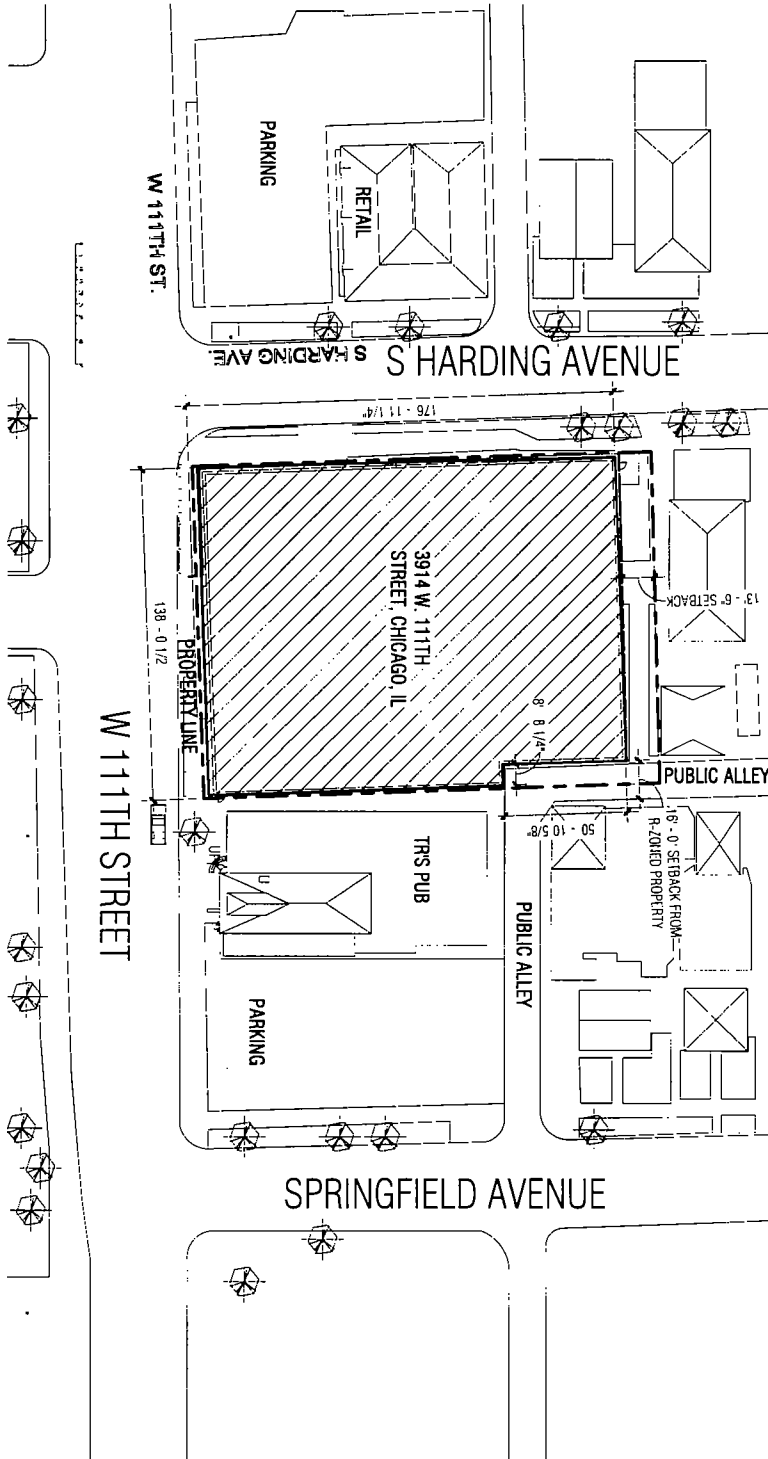 PARKING
RETAIL
W 111TH ST.
S HARDING AVE.
S HARDING AVENUE
176 - 11 1/4"
3914 W. 111TH
STREET, CHICAGO, IL
13' - 6" SETBACK
138 - 0 1/2
PROPERTY LINE
8' 8 1/4"
PUBLIC ALLEY
W 111TH STREET
TR'S PUB
50 - 10 5/8"
16' - 0" SETBACK FROM
R-ZONED PROPERTY
PUBLIC ALLEY
PARKING
SPRINGFIELD AVENUE